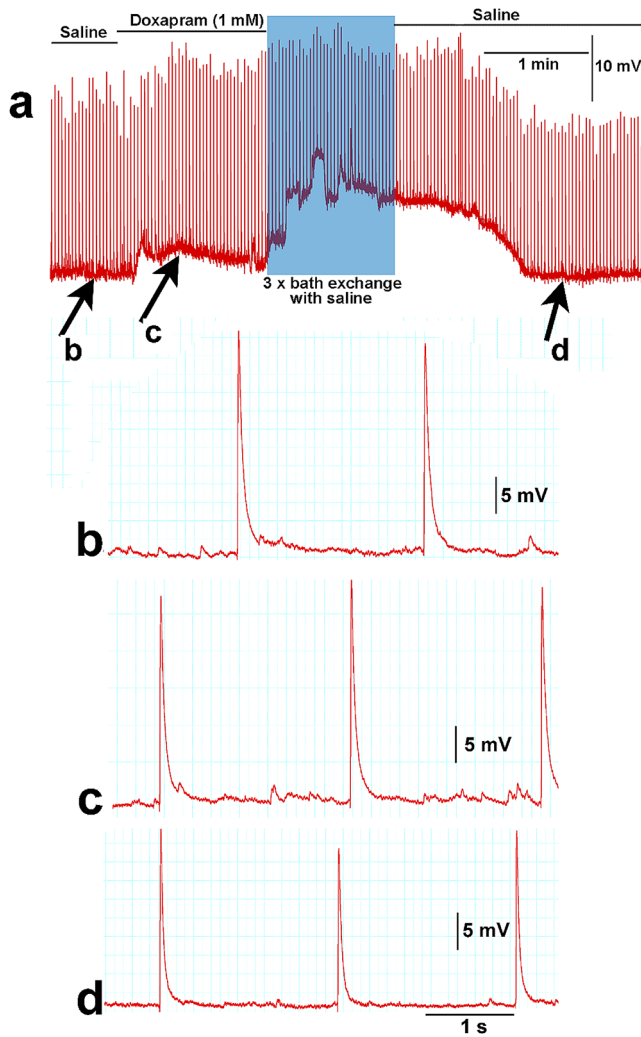 Saline
Doxapram (1 mM)
Saline
1 min
10 mV
a
3 x bath exchange
with saline
b
c
d
5 mV
b
5 mV
c
5 mV
d
1 s